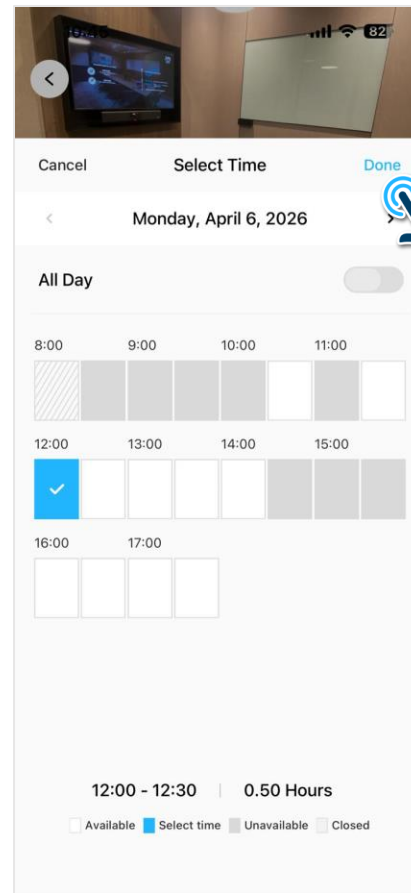 82
Cancel Select Time Done
Monday, April 6, 2026
All Day
8:00 9:00 10:00 11:00
12:00 13:00 14:00 15:00
16:00 17:00
12:00 - 12:30 0.50 Hours
Available Select time Unavailable Closed